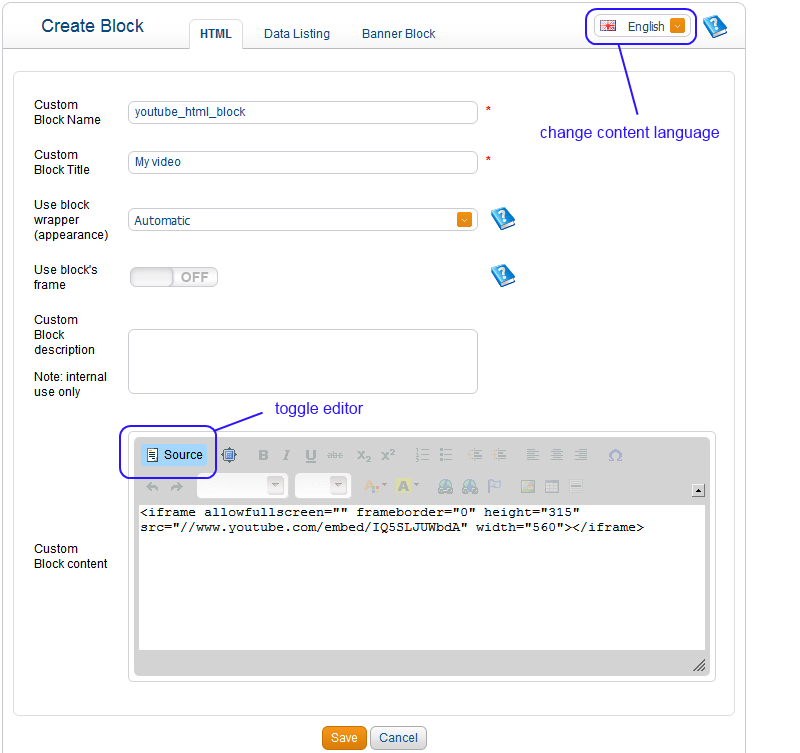 Create Block
HTML
Data Listing
Banner Block
English
change content language
Custom
Block Name
youtube_html_block
*
Custom
Block Title
My video
*
Use block
wrapper
(appearance)
Automatic
Use block's
frame
OFF
Custom
Block
description
Note: internal
use only
toggle editor
Source
B I U abc X₂ X²
A A
<iframe allowfullscreen="" frameborder="0" height="315"
src="//www.youtube.com/embed/IQ5SLJUWbdA" width="560"></iframe>
Custom
Block content
Save
Cancel